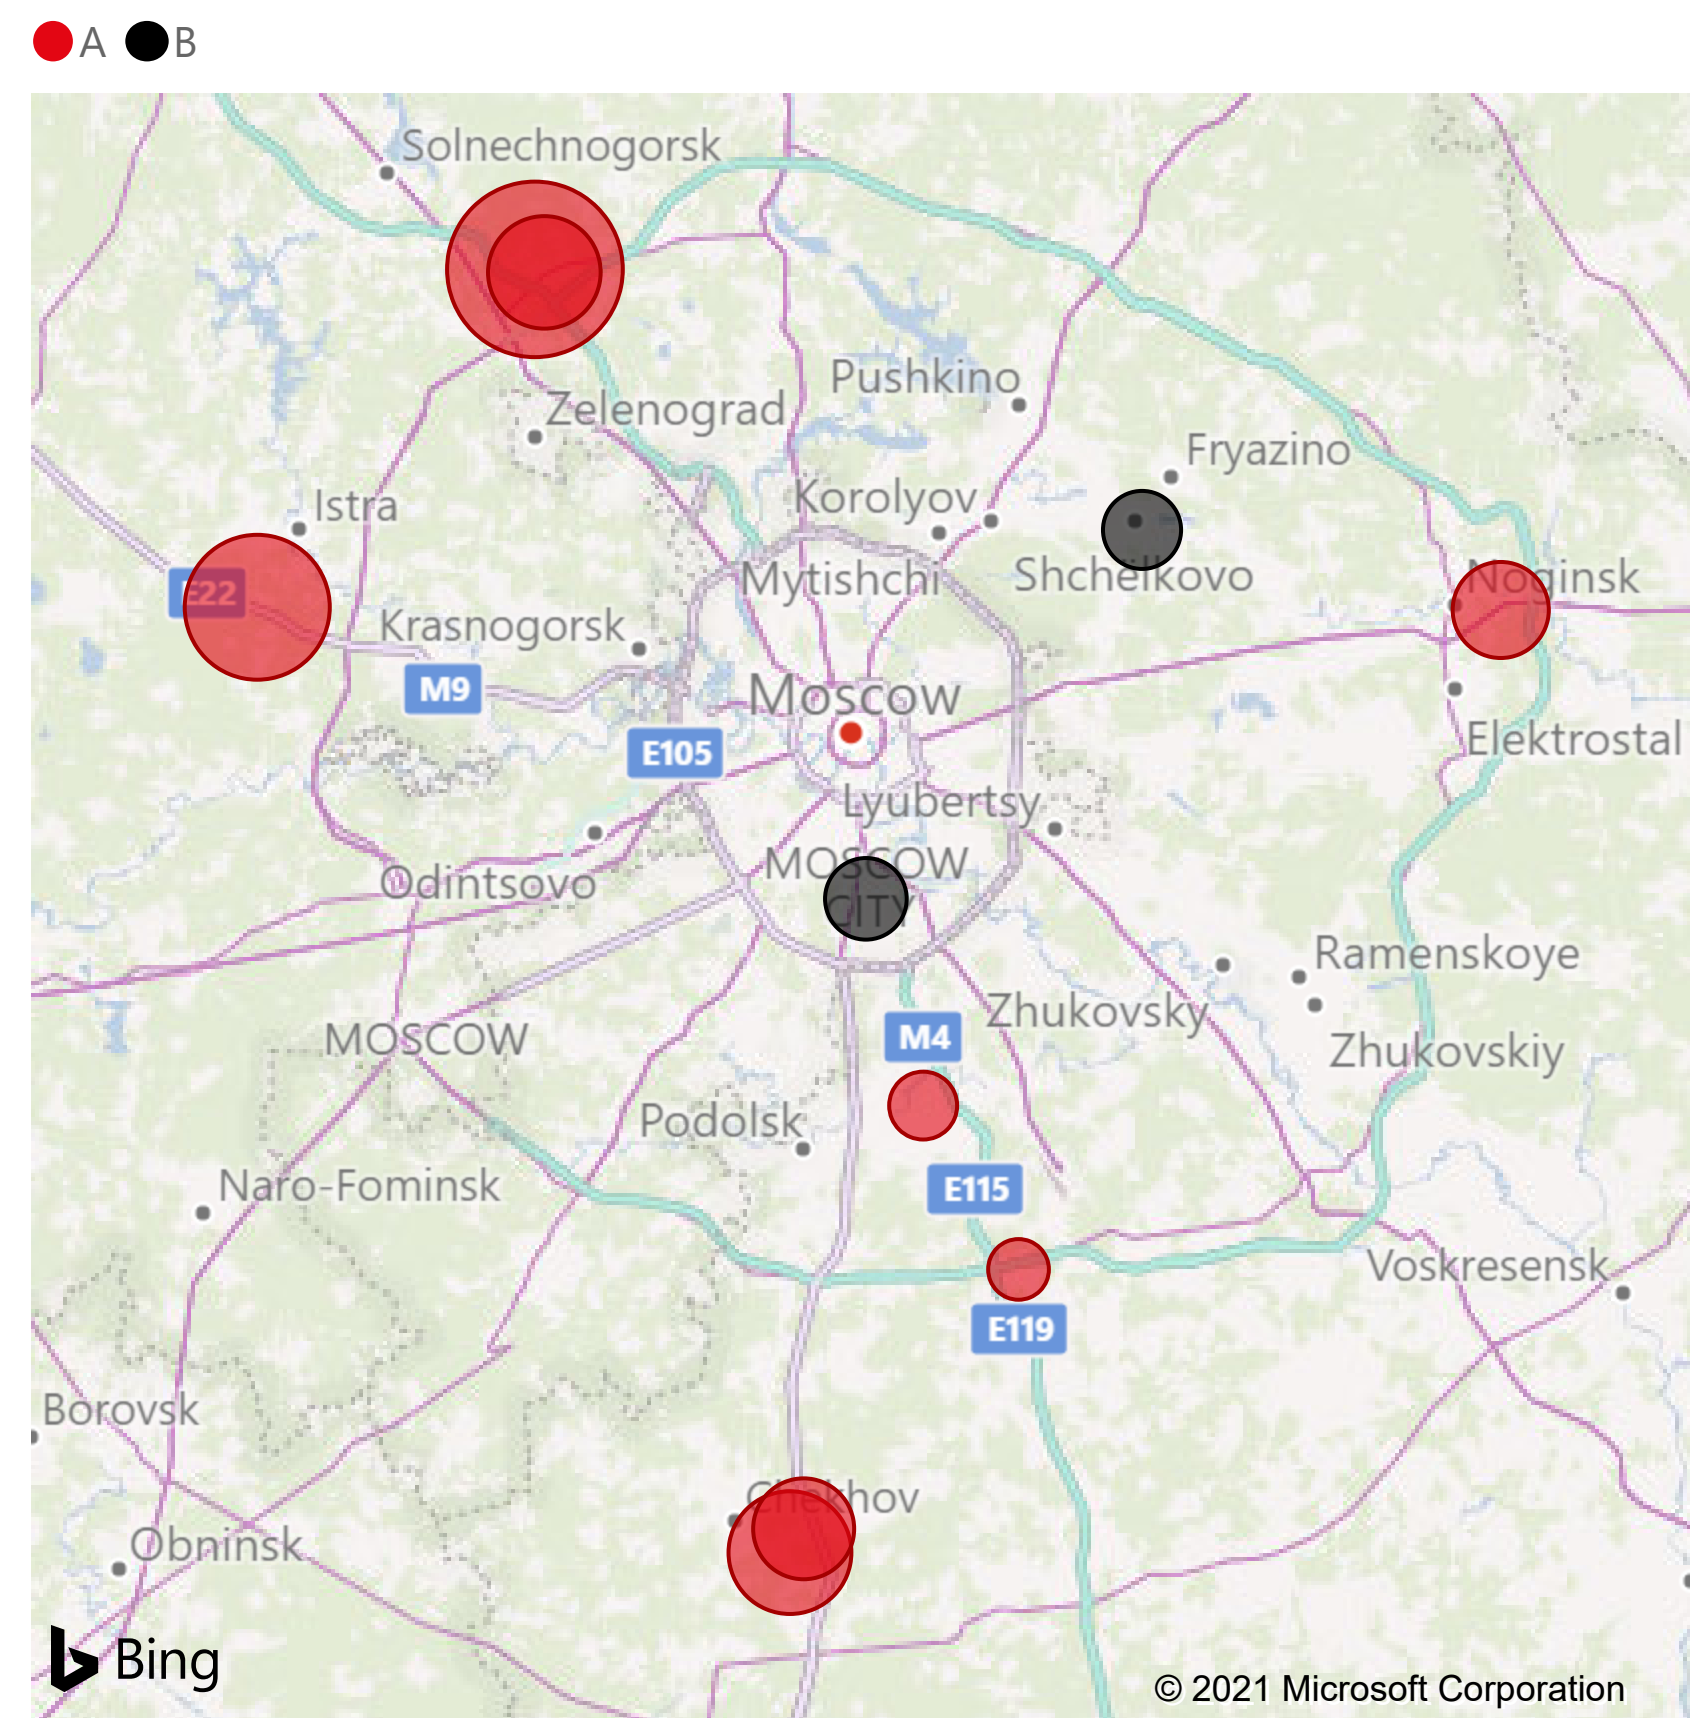 A B
Solnechnogorsk
Pushkino
Zelenograd
Fryazino
Istra
Korolyov
Mytishchi
Shchelkovo
Noginsk
E22
Krasnogorsk
M9
Moscow
E105
Elektrostal
Lyubertsy
MOSCOW
CITY
Odintsovo
Ramenskoye
Zhukovsky
M4
MOSCOW
Zhukovskiy
Podolsk
Naro-Fominsk
E115
Voskresensk
E119
Borovsk
Chekhov
Obninsk
Bing
© 2021 Microsoft Corporation